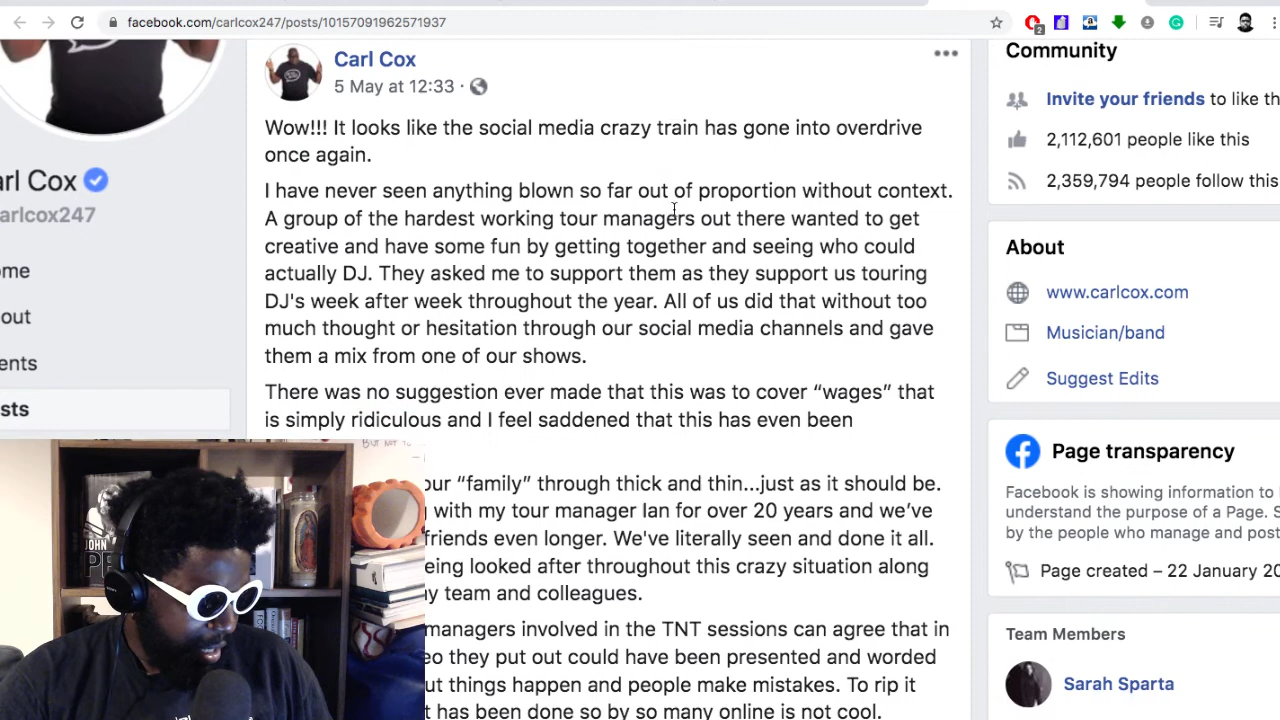 facebook.com/carlcox247/posts/10157091962571937
2
Carl Cox
5 May at 12:33 ·
Wow!!! It looks like the social media crazy train has gone into overdrive
once again.
I have never seen anything blown so far out of proportion without context.
A group of the hardest working tour managers out there wanted to get
creative and have some fun by getting together and seeing who could
actually DJ. They asked me to support them as they support us touring
DJ's week after week throughout the year. All of us did that without too
much thought or hesitation through our social media channels and gave
them a mix from one of our shows.
There was no suggestion ever made that this was to cover “wages” that
is simply ridiculous and I feel saddened that this has even been
our “family” through thick and thin...just as it should be.
with my tour manager Ian for over 20 years and we’ve
friends even longer. We've literally seen and done it all.
eing looked after throughout this crazy situation along
y team and colleagues.
managers involved in the TNT sessions can agree that in
eo they put out could have been presented and worded
ut things happen and people make mistakes. To rip it
t has been done so by so many online is not cool.
arl Cox
arlcox247
ome
out
ents
sts
Community
Invite your friends to like th
2,112,601 people like this
2,359,794 people follow this
About
www.carlcox.com
Musician/band
Suggest Edits
Page transparency
Facebook is showing information to
understand the purpose of a Page. S
by the people who manage and post
Page created – 22 January 20
Team Members
Sarah Sparta
BUT NOT TO
JOHN